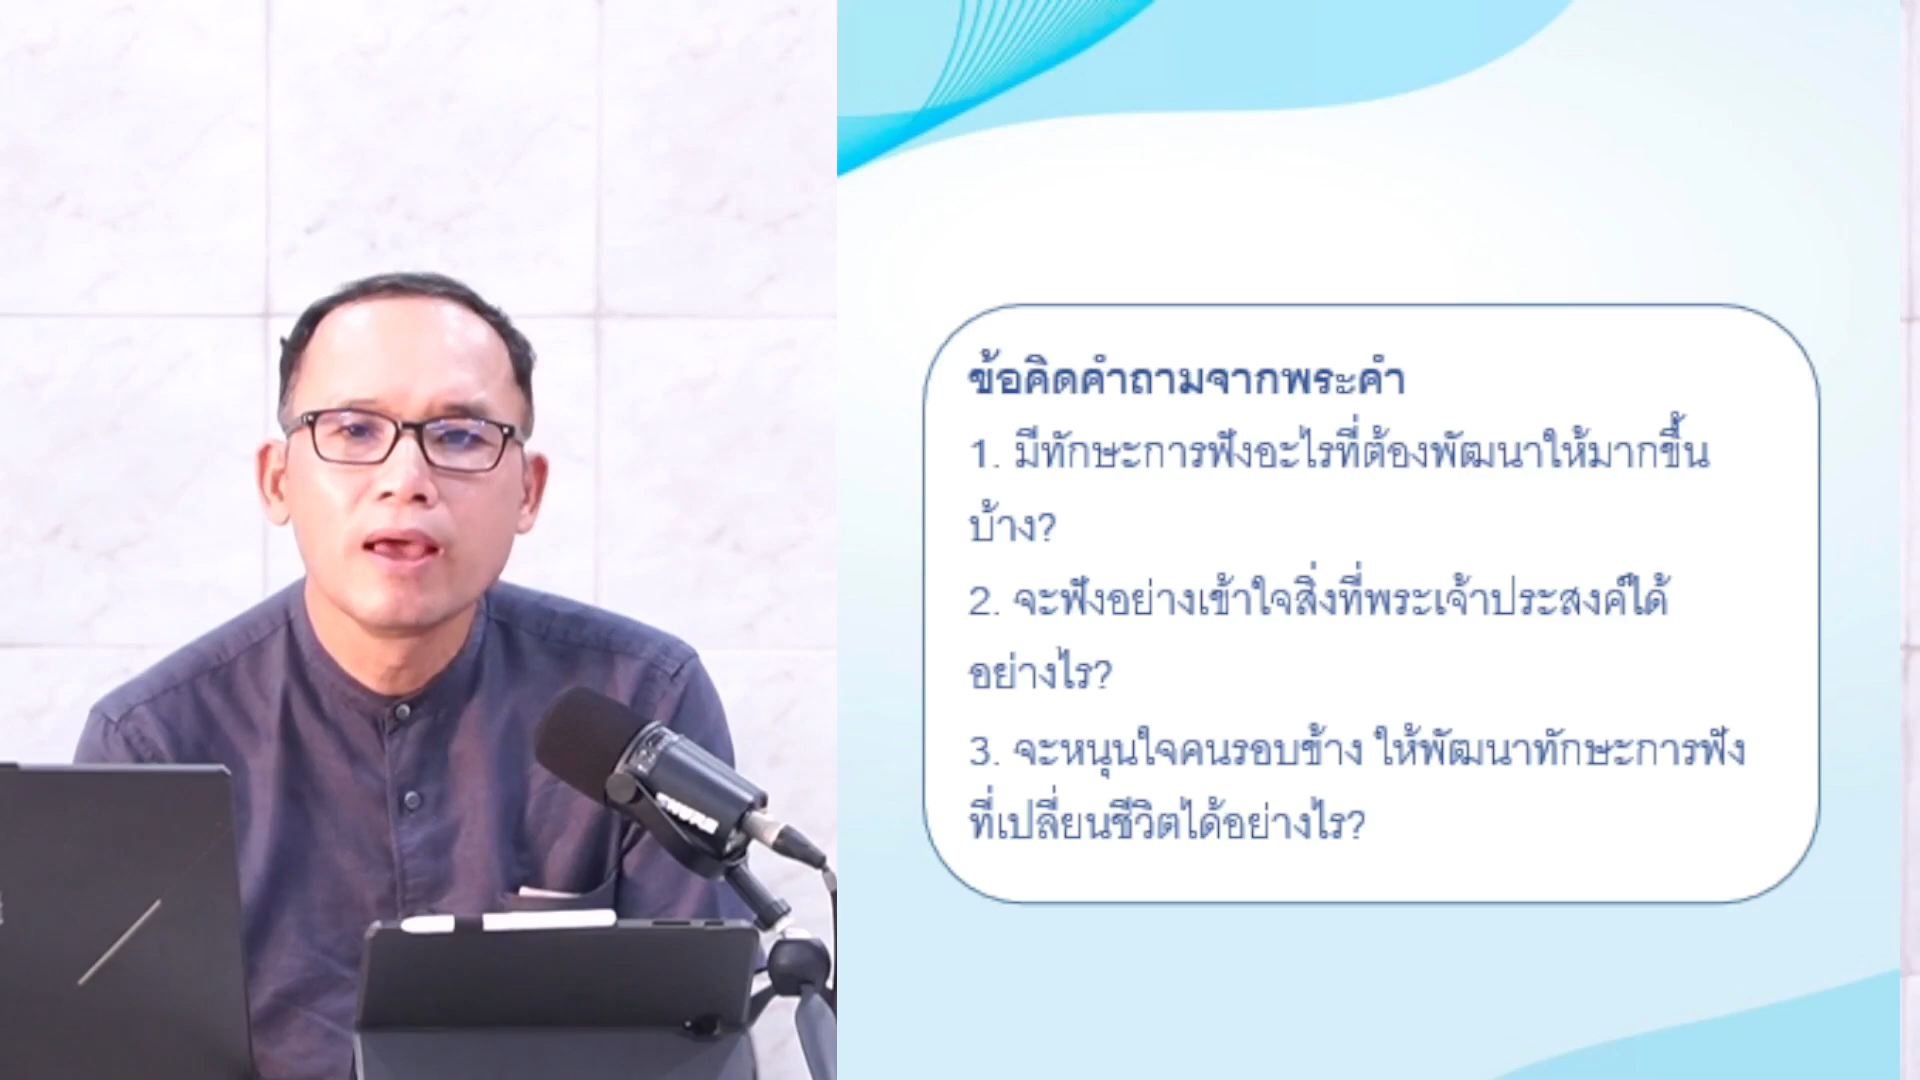 ข้อคิดคำถามจากพระคำ
1. มีทักษะการฟังอะไรที่ต้องพัฒนาให้มากขึ้น
บ้าง?
2. จะฟังอย่างเข้าใจสิ่งที่พระเจ้าประสงค์ได้
อย่างไร?
3. จะหนุนใจคนรอบข้าง ให้พัฒนาทักษะการฟัง
ที่เปลี่ยนชีวิตได้อย่างไร?
SHURE